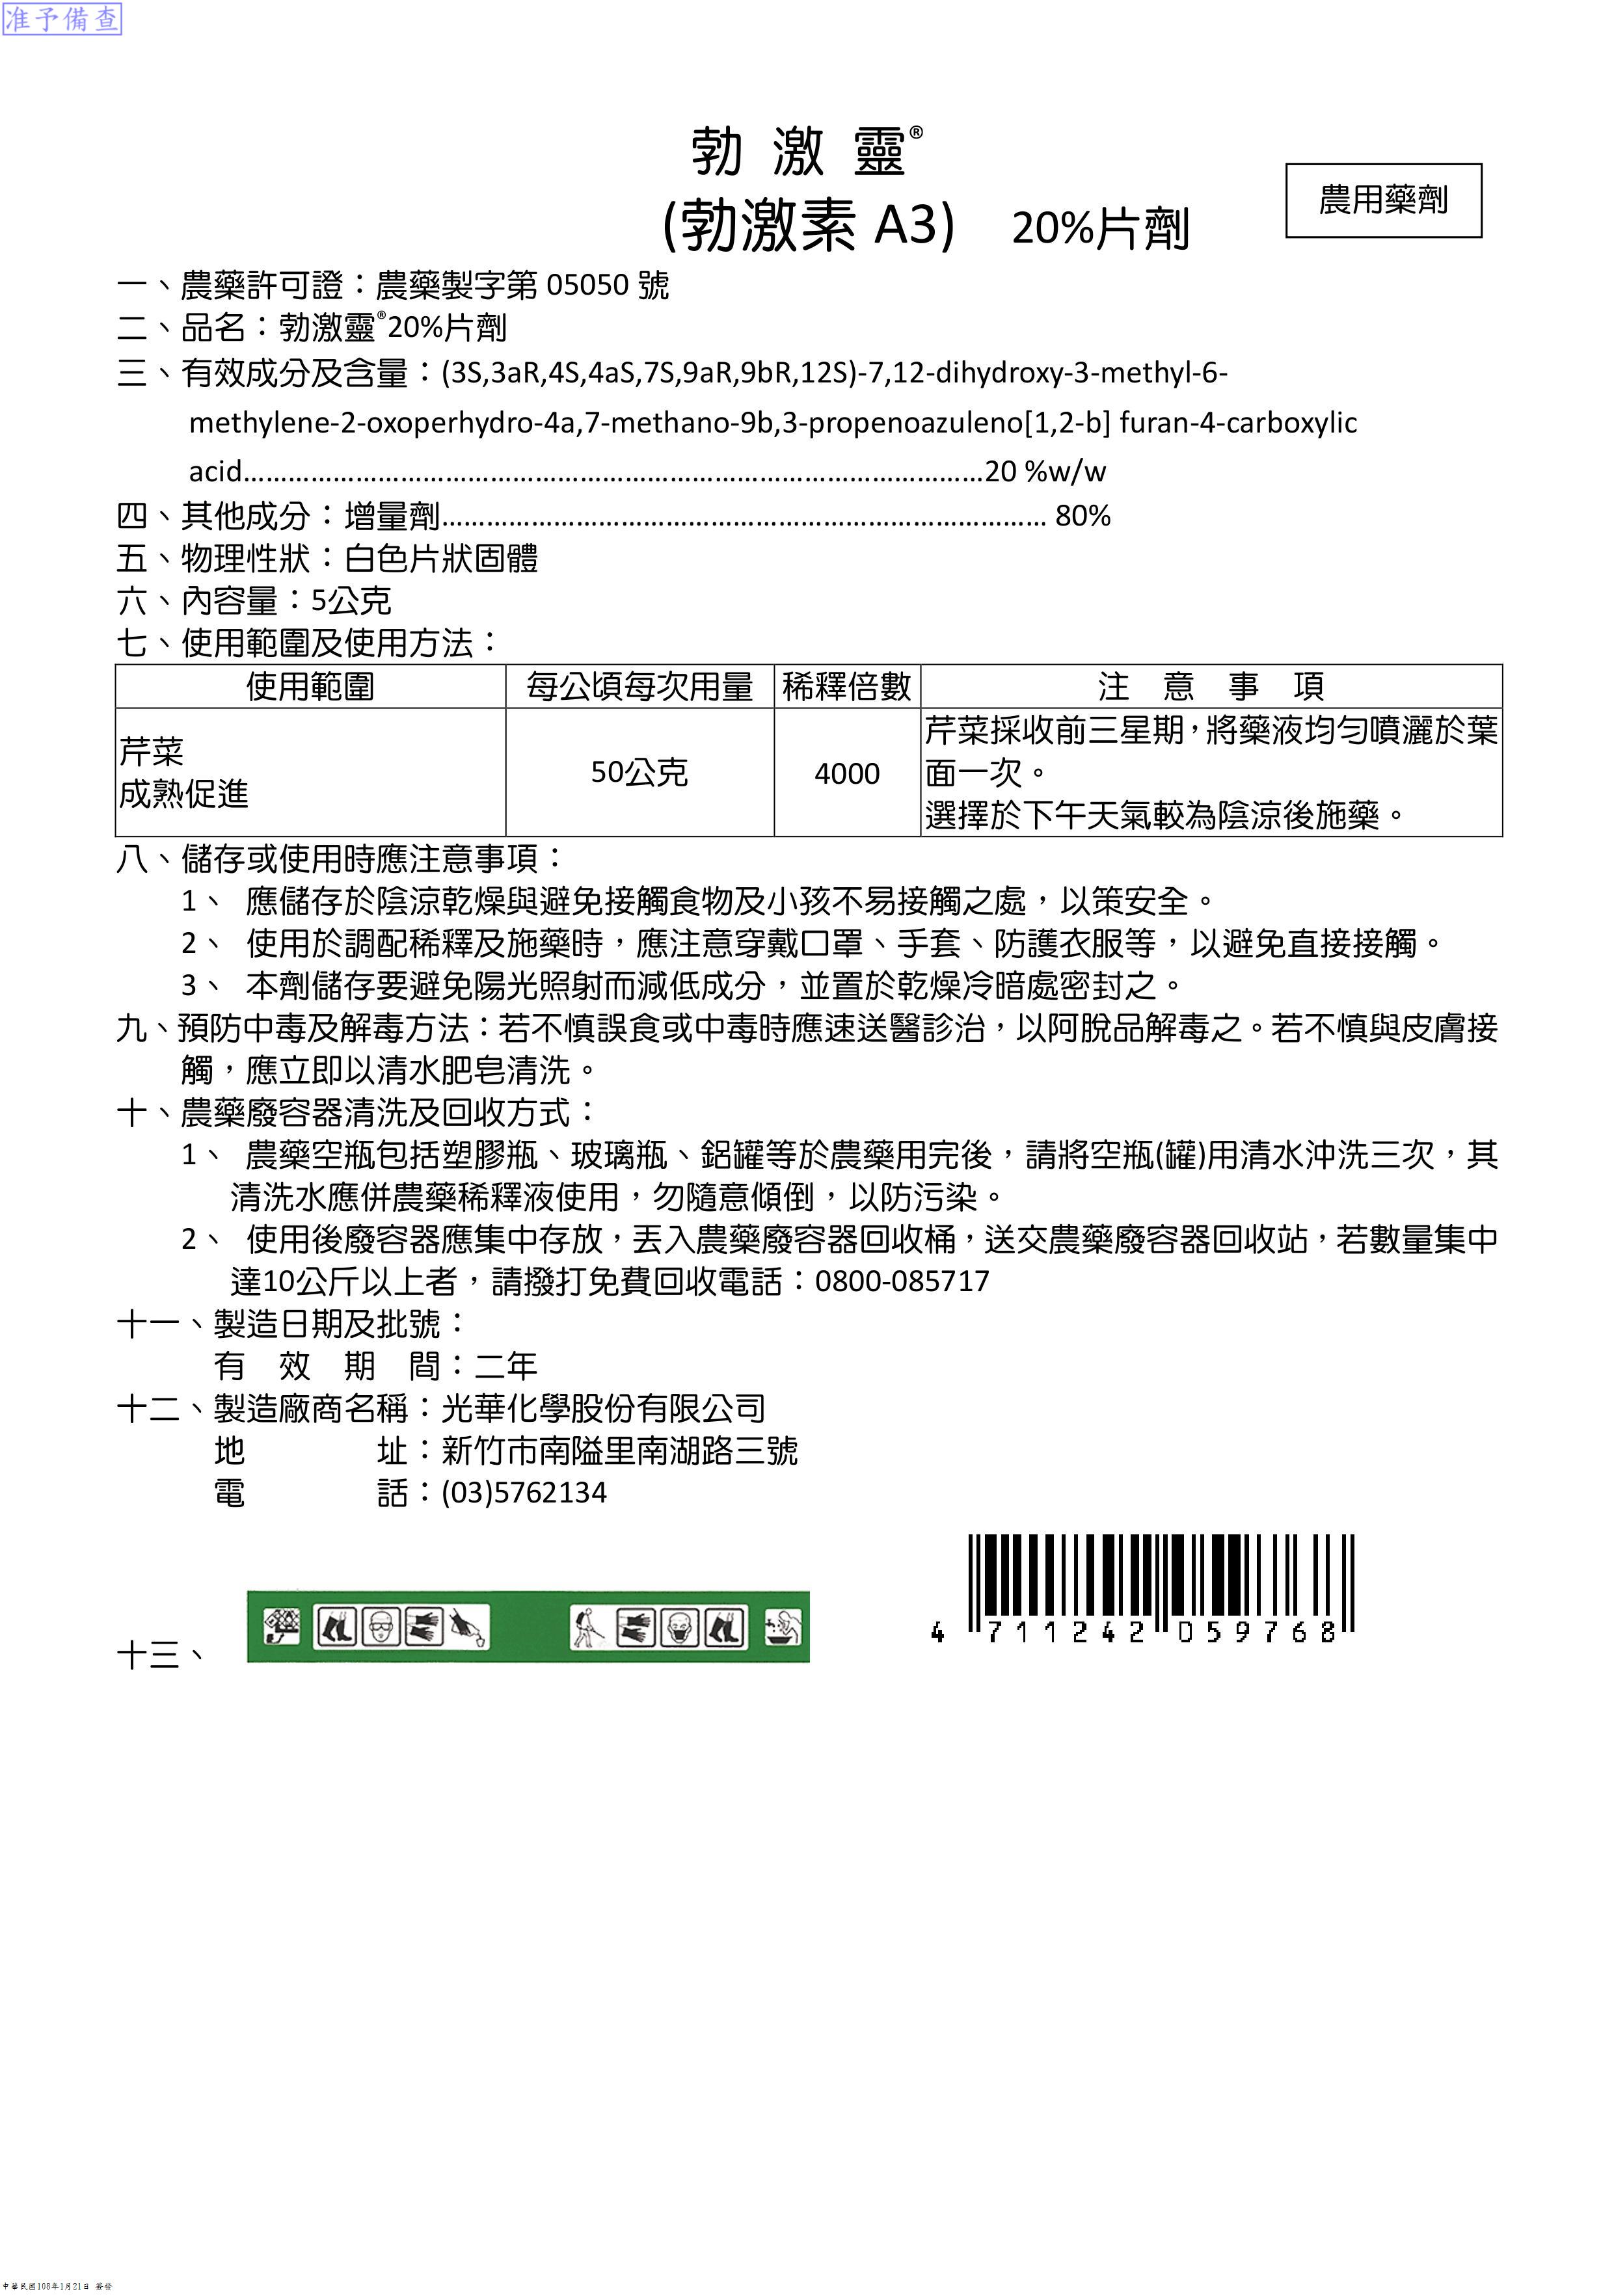 准予備查
勃 激 靈®
(勃激素 A3) 20%片劑
農用藥劑
一、農藥許可證：農藥製字第 05050 號
二、品名：勃激靈®20%片劑
三、有效成分及含量：(3S,3aR,4S,4aS,7S,9aR,9bR,12S)-7,12-dihydroxy-3-methyl-6-
methylene-2-oxoperhydro-4a,7-methano-9b,3-propenoazuleno[1,2-b] furan-4-carboxylic
acid……………………………………………………………………………………….20 %w/w
四、其他成分：增量劑……………………………………………………………………… 80%
五、物理性狀：白色片狀固體
六、內容量：5公克
七、使用範圍及使用方法：
使用範圍 每公頃每次用量 稀釋倍數 注 意 事 項
芹菜
成熟促進
50公克
4000
芹菜採收前三星期，將藥液均勻噴灑於葉
面一次。
選擇於下午天氣較為陰涼後施藥。
八、儲存或使用時應注意事項：
1、 應儲存於陰涼乾燥與避免接觸食物及小孩不易接觸之處，以策安全。
2、 使用於調配稀釋及施藥時，應注意穿戴口罩、手套、防護衣服等，以避免直接接觸。
3、 本劑儲存要避免陽光照射而減低成分，並置於乾燥冷暗處密封之。
九、預防中毒及解毒方法：若不慎誤食或中毒時應速送醫診治，以阿脫品解毒之。若不慎與皮膚接
觸，應立即以清水肥皂清洗。
十、農藥廢容器清洗及回收方式：
1、 農藥空瓶包括塑膠瓶、玻璃瓶、鋁罐等於農藥用完後，請將空瓶(罐)用清水沖洗三次，其
清洗水應併農藥稀釋液使用，勿隨意傾倒，以防污染。
2、 使用後廢容器應集中存放，丟入農藥廢容器回收桶，送交農藥廢容器回收站，若數量集中
達10公斤以上者，請撥打免費回收電話：0800-085717
十一、製造日期及批號：
有 效 期 間：二年
十二、製造廠商名稱：光華化學股份有限公司
地 址：新竹市南隘里南湖路三號
電 話：(03)5762134
十三、
4 711242 059768
中華民國108年1月21日 簽發